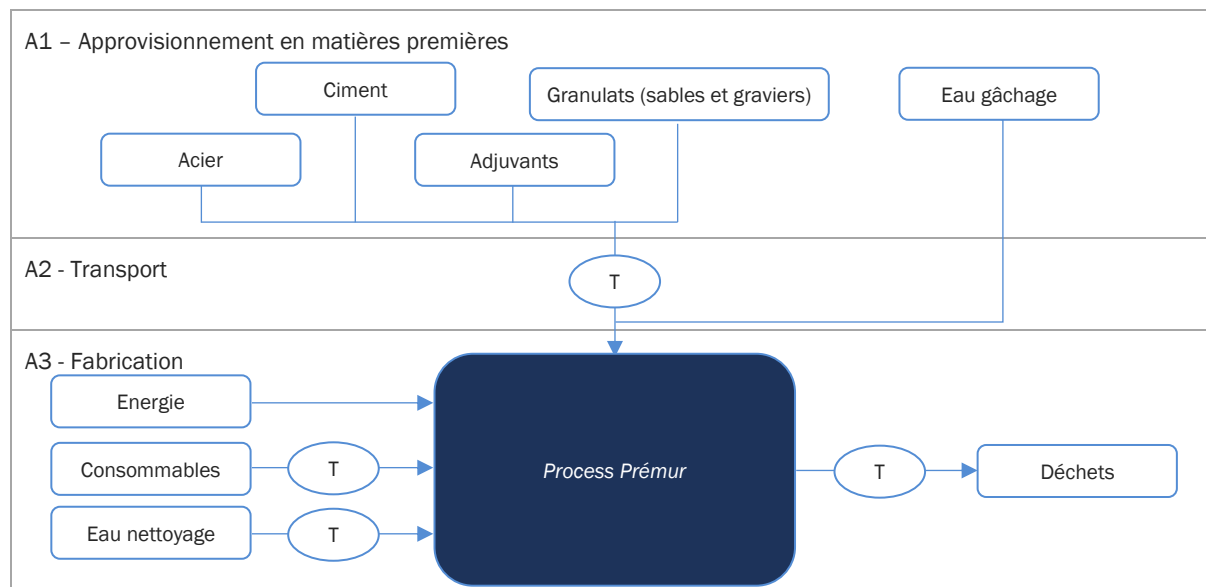 A1 – Approvisionnement en matières premières
Ciment
Granulats (sables et graviers)
Eau gâchage
Acier
Adjuvants
A2 - Transport
T
A3 - Fabrication
Energie
Consommables
T
Process Prémur
T
Déchets
Eau nettoyage
T